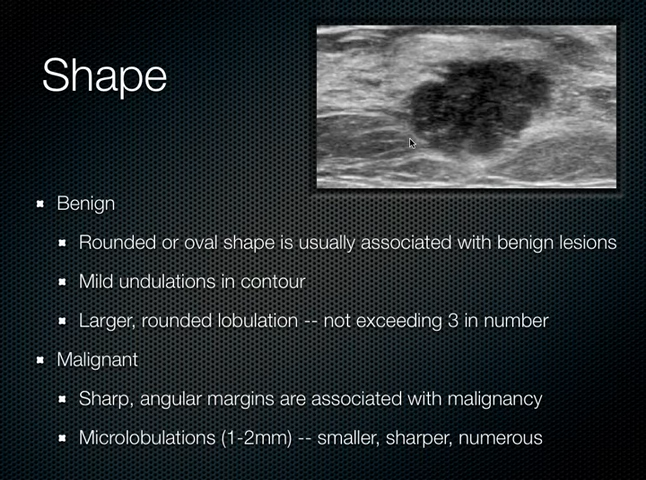 Shape
Benign
Rounded or oval shape is usually associated with benign lesions
Mild undulations in contour
Larger, rounded lobulation -- not exceeding 3 in number
Malignant
Sharp, angular margins are associated with malignancy
Microlobulations (1-2mm) -- smaller, sharper, numerous